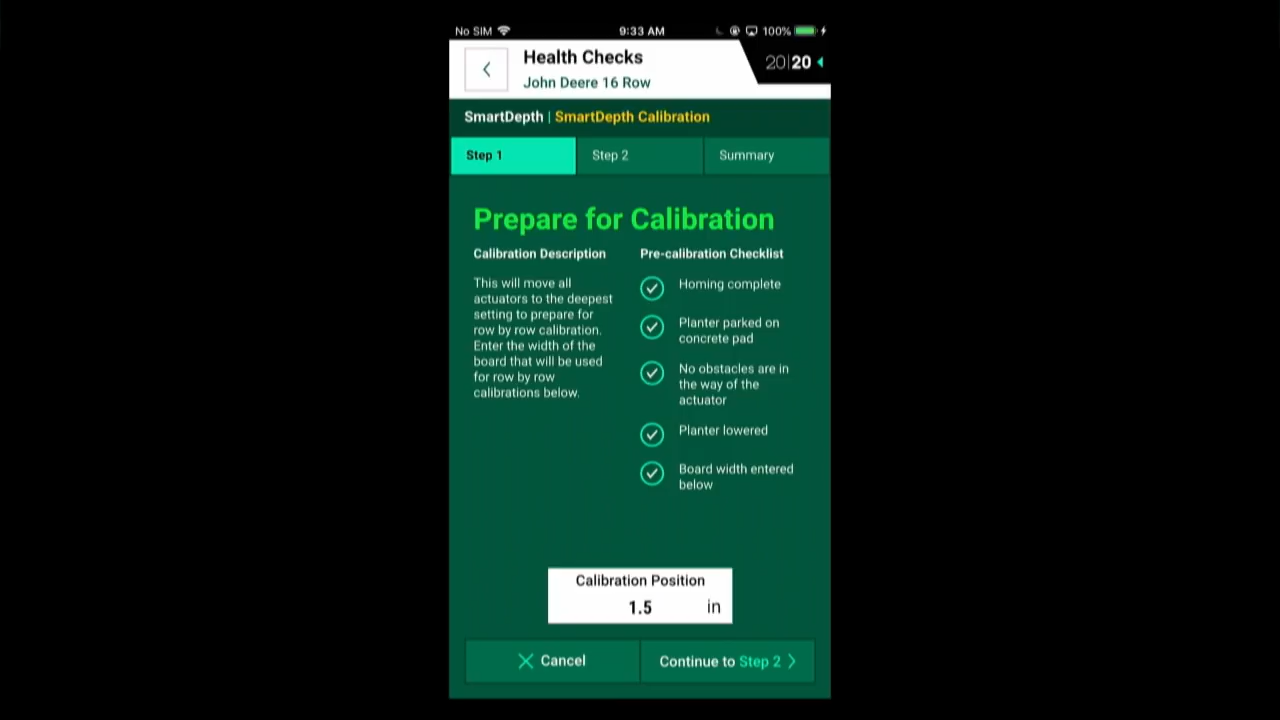 No SIM 9:33 AM 100%
Health Checks
John Deere 16 Row
20|20
SmartDepth | SmartDepth Calibration
Step 1 Step 2 Summary
Prepare for Calibration
Calibration Description
This will move all
actuators to the deepest
setting to prepare for
row by row calibration.
Enter the width of the
board that will be used
for row by row
calibrations below.
Pre-calibration Checklist
Homing complete
Planter parked on
concrete pad
No obstacles are in
the way of the
actuator
Planter lowered
Board width entered
below
Calibration Position
1.5 in
Cancel
Continue to Step 2